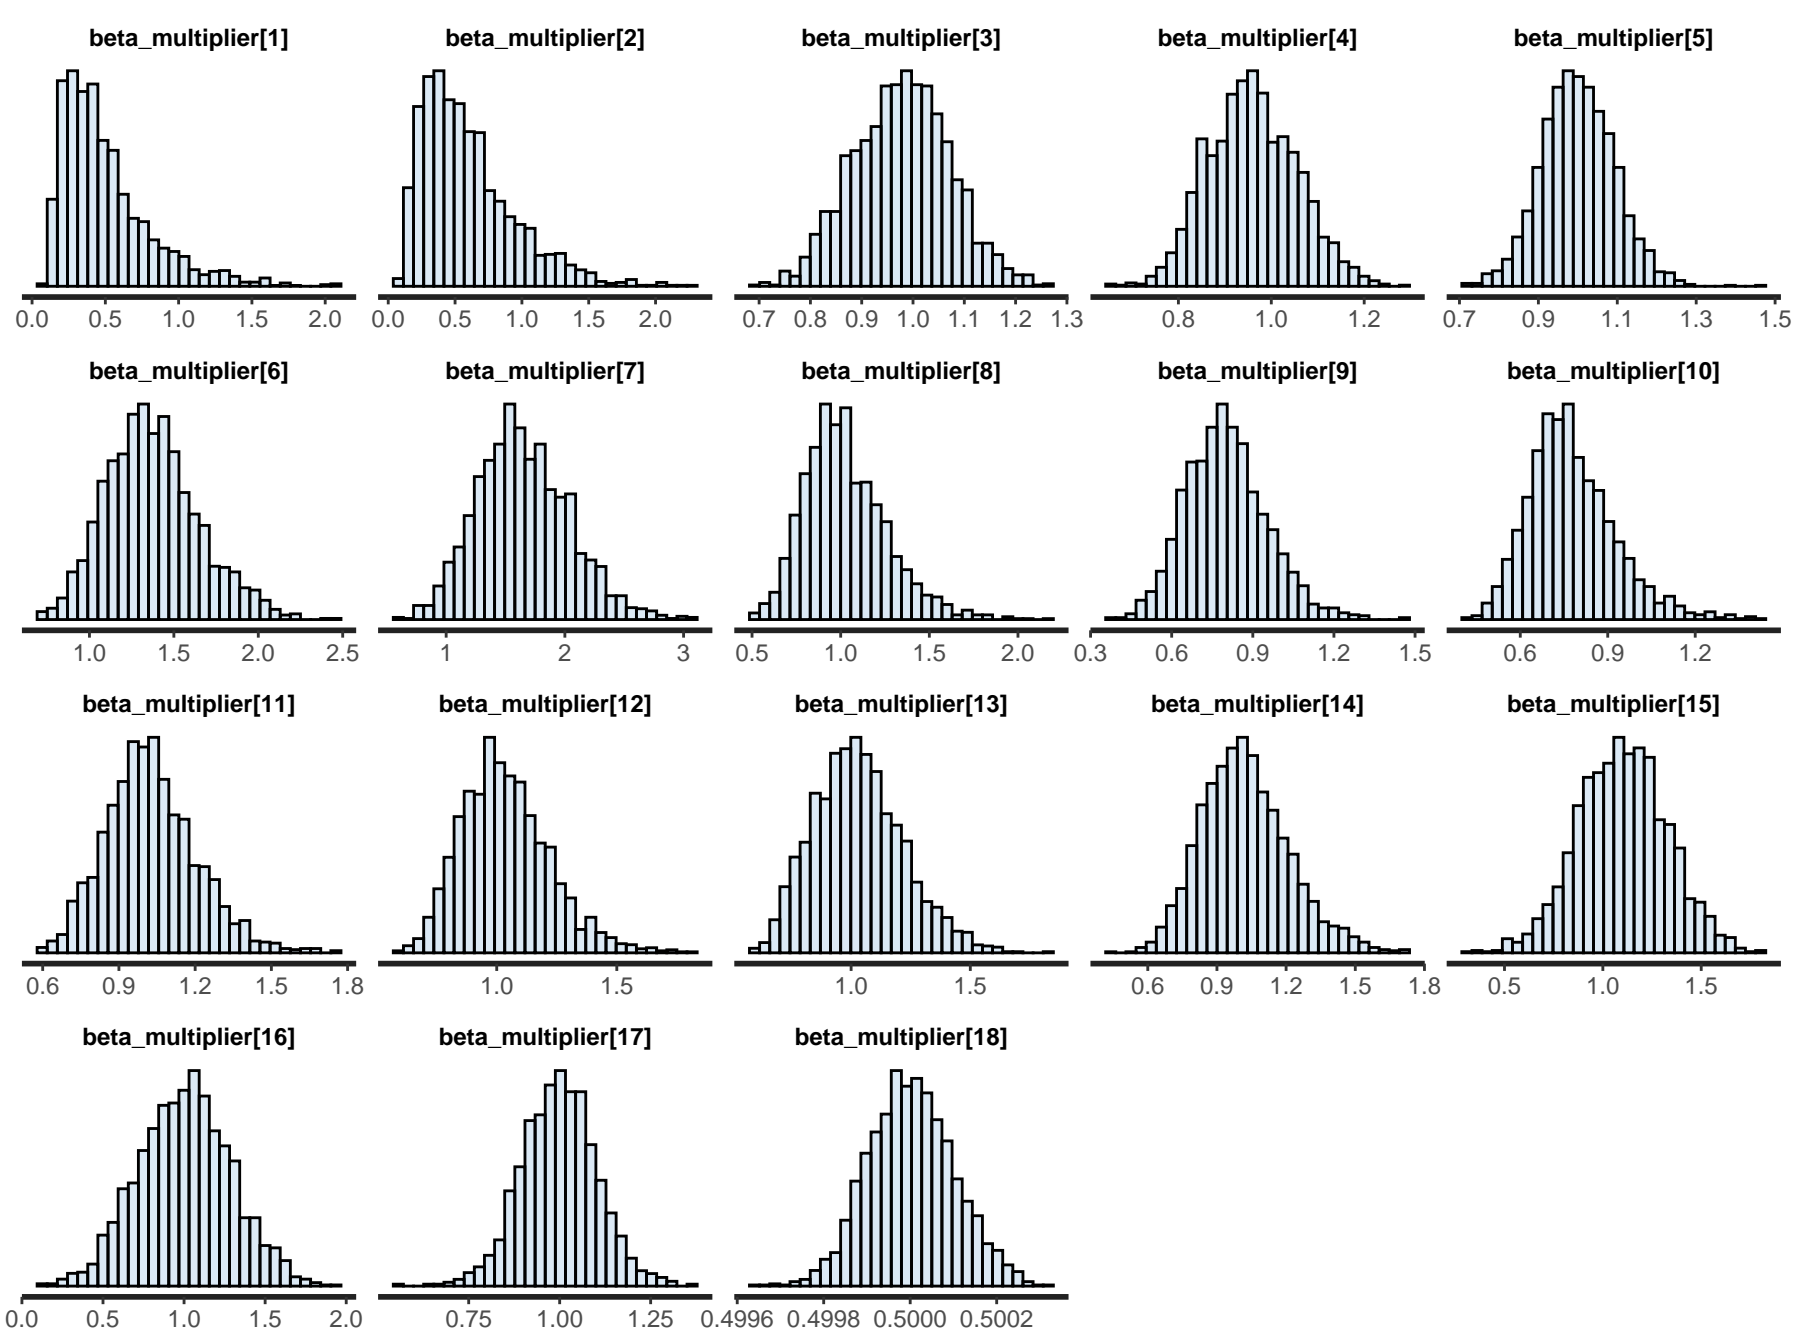 beta_multiplier[1] beta_multiplier[2] beta_multiplier[3] beta_multiplier[4] beta_multiplier[5]
0.0 0.5 1.0 1.5 2.0 0.0 0.5 1.0 1.5 2.0 0.7 0.8 0.9 1.0 1.1 1.2 1.3 0.8 1.0 1.2 0.7 0.9 1.1 1.3 1.5
beta_multiplier[6] beta_multiplier[7] beta_multiplier[8] beta_multiplier[9] beta_multiplier[10]
1.0 1.5 2.0 2.5 1 2 3 0.5 1.0 1.5 2.0 0.3 0.6 0.9 1.2 1.5 0.6 0.9 1.2
beta_multiplier[11] beta_multiplier[12] beta_multiplier[13] beta_multiplier[14] beta_multiplier[15]
0.6 0.9 1.2 1.5 1.8 1.0 1.5 1.0 1.5 0.6 0.9 1.2 1.5 1.8 0.5 1.0 1.5
beta_multiplier[16] beta_multiplier[17] beta_multiplier[18]
0.0 0.5 1.0 1.5 2.0 0.75 1.00 1.25 0.4996 0.4998 0.5000 0.5002